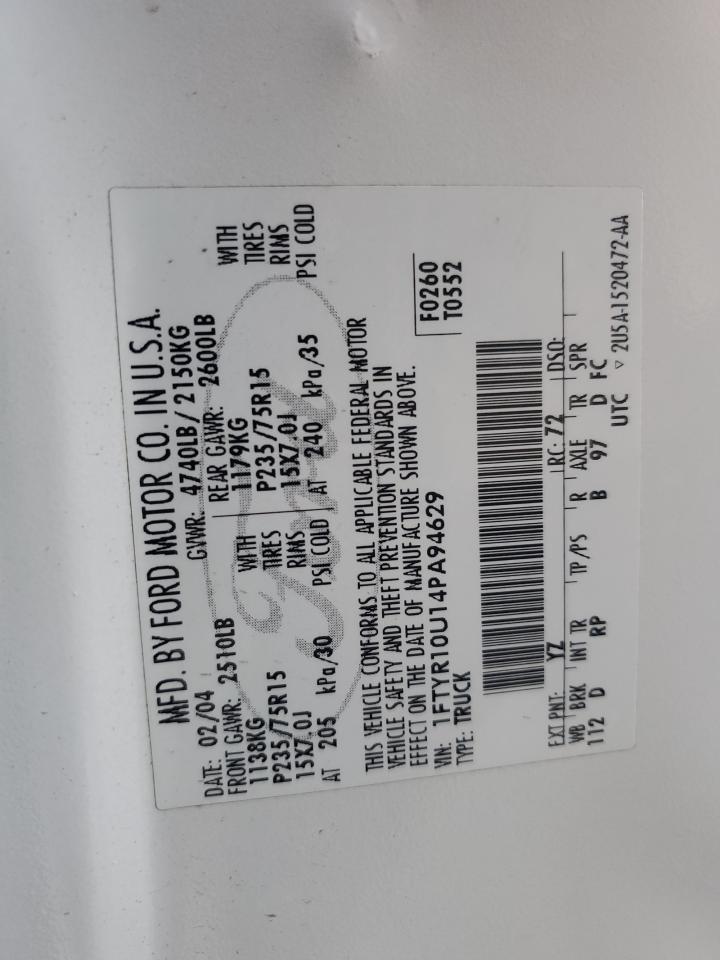 MFD. BY FORD MOTOR CO. IN U.S.A.
DATE: 02/04 GVWR: 4740LB / 2150KG
FRONT GAWR: 2510LB REAR GAWR: 2600LB
1138KG WITH 1179KG WITH
P235/75R15 TIRES P235/75R15 TIRES
15X7.0J RIMS 15X7.0J RIMS
AT 205 kPa/30 PSI COLD AT 240 kPa/35 PSI COLD
Ford
THIS VEHICLE CONFORMS TO ALL APPLICABLE FEDERAL MOTOR
VEHICLE SAFETY AND THEFT PREVENTION STANDARDS IN
EFFECT ON THE DATE OF MANUFACTURE SHOWN ABOVE.
VIN: 1FTYR10U14PA94629 F0260
TYPE: TRUCK T0552
EXT PNT: YZ RC: 72 DSO:
WB BRK INT TR TP/PS R AXLE TR SPR
112 D RP B 97 D FC
UTC ▽ 2U5A-1520472-AA